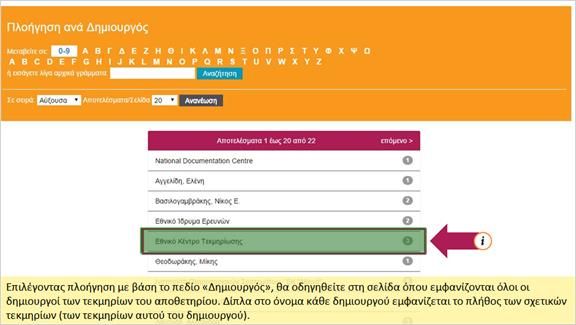 Πλοήγηση ανά Δημιουργός
Μεταβείτε σε: 0-9 Α Β Γ Δ Ε Ζ Η Θ Ι Κ Λ Μ Ν Ξ Ο Π Ρ Σ Τ Υ Φ Χ Ψ Ω
A B C D E F G H I J K L M N O P Q R S T U V W X Y Z
ή εισάγετε λίγα αρχικά γράμματα: Αναζήτηση
Σε σειρά: Αύξουσα Αποτελέσματα/Σελίδα 20 Ανανέωση
Αποτελέσματα 1 έως 20 από 22 επόμενο >
National Documentation Centre 1
Αγγελίδη, Ελένη 1
Βασιλογαμβράκης, Νίκος Ε. 2
Εθνικό Ίδρυμα Ερευνών 2
Εθνικό Κέντρο Τεκμηρίωσης
i
Θεοδωράκης, Μίκης 1
Επιλέγοντας πλοήγηση με βάση το πεδίο «Δημιουργός», θα οδηγηθείτε στη σελίδα όπου εμφανίζονται όλοι οι
δημιουργοί των τεκμηρίων του αποθετηρίου. Δίπλα στο όνομα κάθε δημιουργού εμφανίζεται το πλήθος των σχετικών
τεκμηρίων (των τεκμηρίων αυτού του δημιουργού).